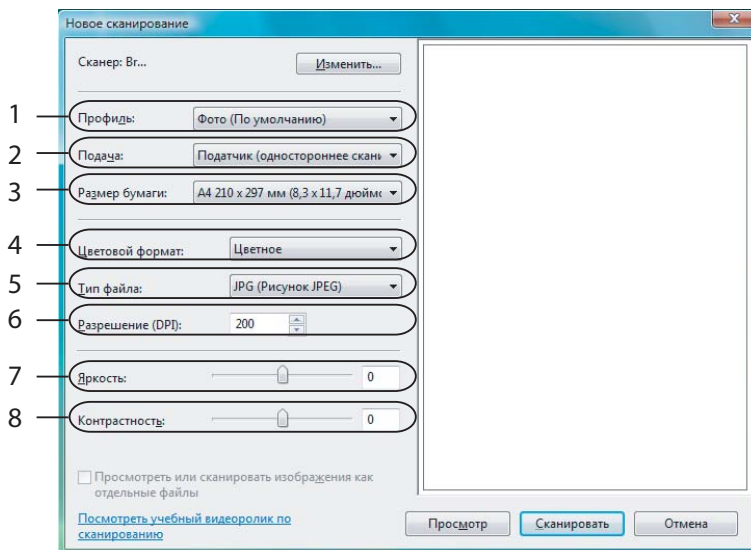 Новое сканирование
Сканер: Br...
Изменить...
1
Профиль:
Фото (По умолчанию)
2
Подача:
Податчик (одностороннее скани
3
Размер бумаги:
A4 210 x 297 мм (8,3 x 11,7 дюймо
4
Цветовой формат:
Цветное
5
Тип файла:
JPG (Рисунок JPEG)
6
Разрешение (DPI):
200
7
Яркость:
0
8
Контрастность:
0
Просмотреть или сканировать изображения как
отдельные файлы
Посмотреть учебный видеоролик по
сканированию
Просмотр
Сканировать
Отмена